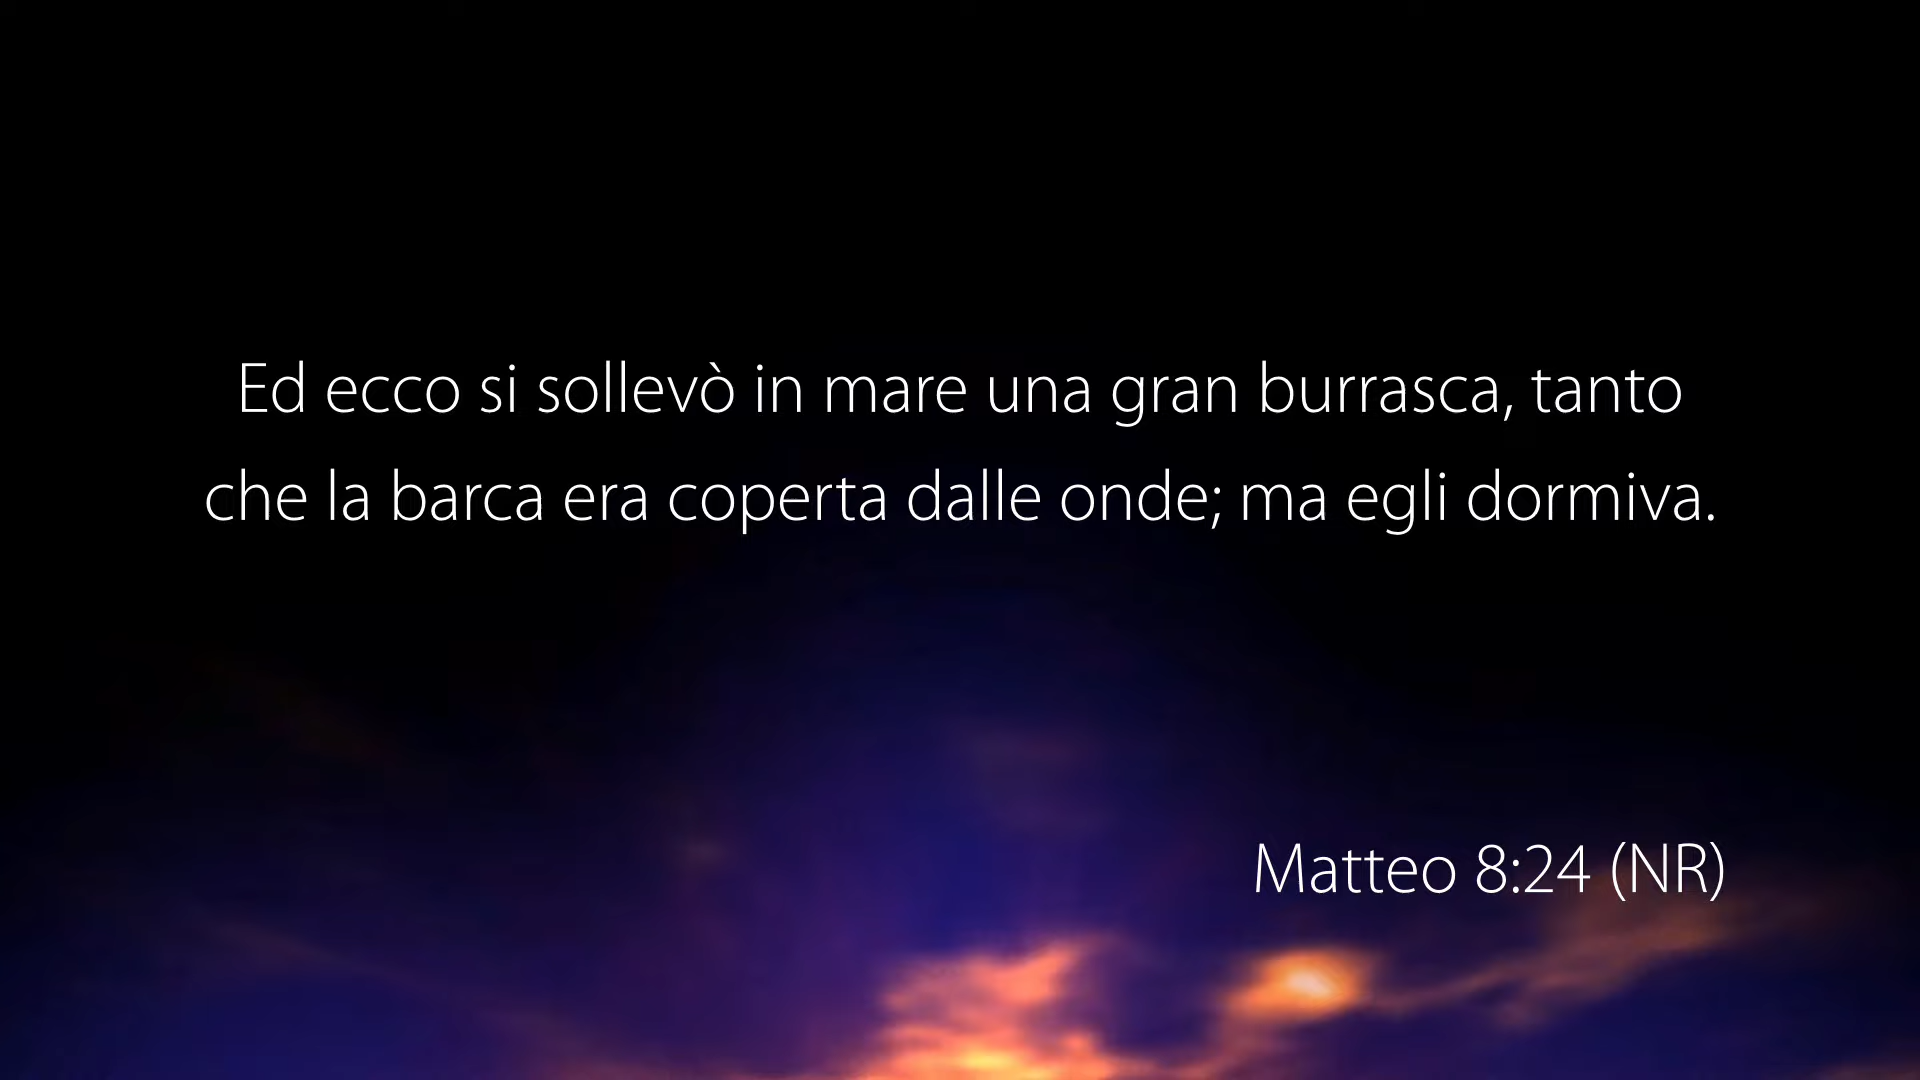 Ed ecco si sollevò in mare una gran burrasca, tanto
che la barca era coperta dalle onde; ma egli dormiva.
Matteo 8:24 (NR)